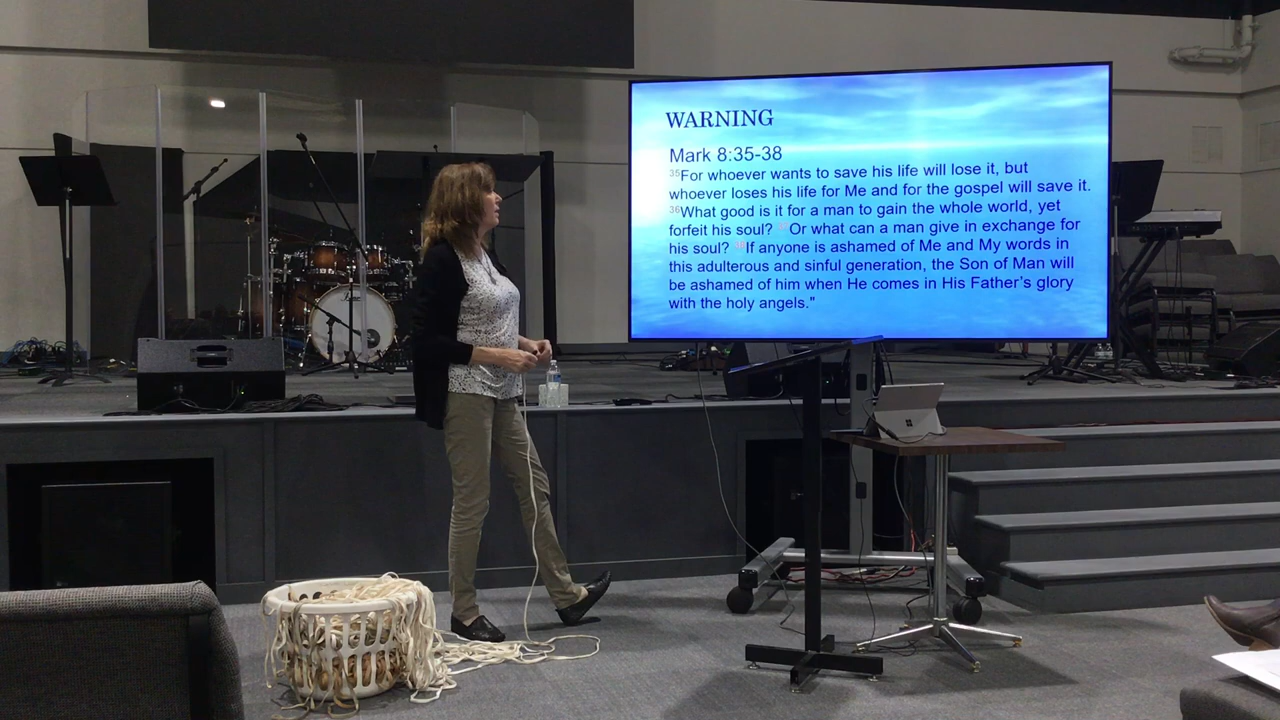 WARNING
Mark 8:35-38
35For whoever wants to save his life will lose it, but
whoever loses his life for Me and for the gospel will save it.
36What good is it for a man to gain the whole world, yet
forfeit his soul? Or what can a man give in exchange for
his soul? If anyone is ashamed of Me and My words in
this adulterous and sinful generation, the Son of Man will
be ashamed of him when He comes in His Father's glory
with the holy angels."